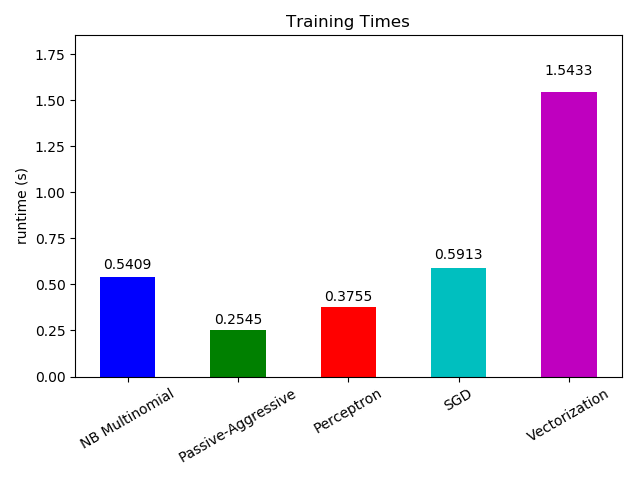 Training Times
runtime (s)
1.75
1.50
1.25
1.00
0.75
0.50
0.25
0.00
0.5409
0.2545
0.3755
0.5913
1.5433
NB Multinomial
Passive-Aggressive
Perceptron
SGD
Vectorization